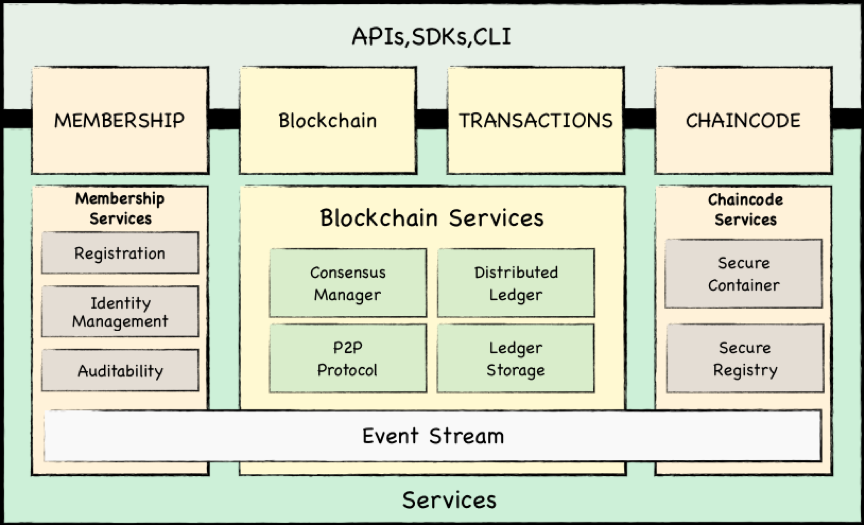 APIs,SDKs,CLI
MEMBERSHIP
Blockchain
TRANSACTIONS
CHAINCODE
Membership
Services
Registration
Identity
Management
Auditability
Blockchain Services
Consensus
Manager
Distributed
Ledger
P2P
Protocol
Ledger
Storage
Chaincode
Services
Secure
Container
Secure
Registry
Event Stream
Services